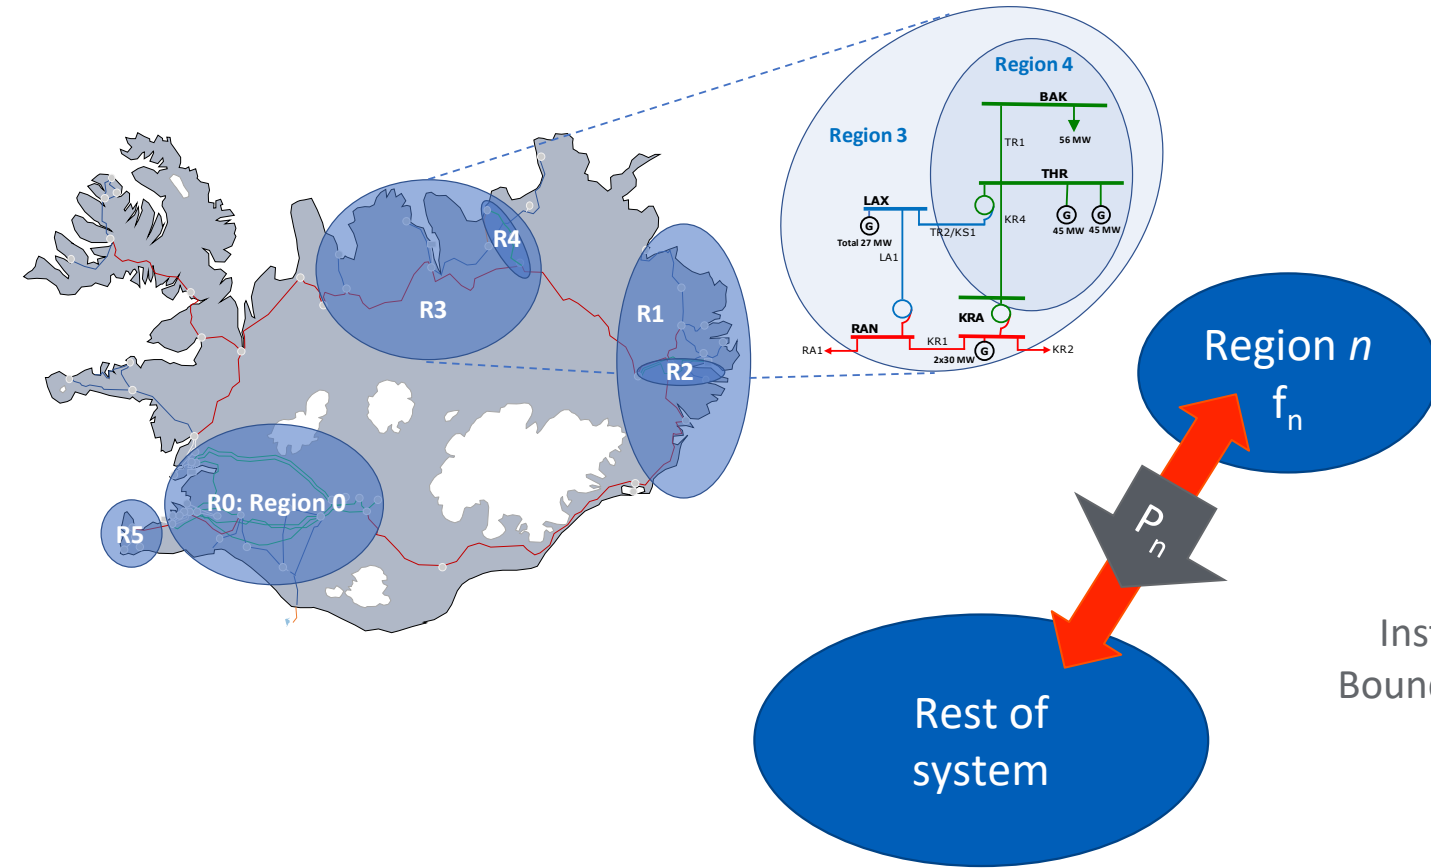 Region 4
BAK
56 MW
TR1
Region 3
THR
G
G
45 MW
45 MW
LAX
G
Total 27 MW
TR2/KS1
KR4
LA1
KRA
RAN
KR1
RA1
G
2x30 MW
KR2
R4
R3
R1
R2
R0: Region 0
R5
Region n
fn
Pn
Rest of
system
Inst
Bound